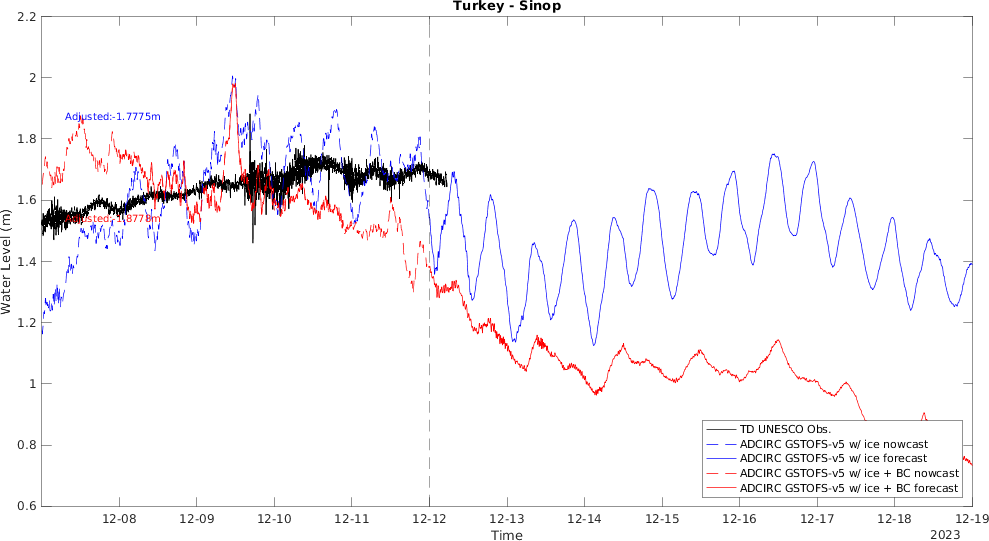 Turkey - Sinop
2.2
2
1.8
1.6
1.4
1.2
1
0.8
0.6
Water Level (m)
Adjusted:-1.7775m
12-08
12-09
12-10
12-11
12-12
12-13
12-14
12-15
12-16
12-17
12-18
12-19
Time
2023
TD UNESCO Obs.
ADCIRC GSTOFS-v5 w/ ice nowcast
ADCIRC GSTOFS-v5 w/ ice forecast
ADCIRC GSTOFS-v5 w/ ice + BC nowcast
ADCIRC GSTOFS-v5 w/ ice + BC forecast